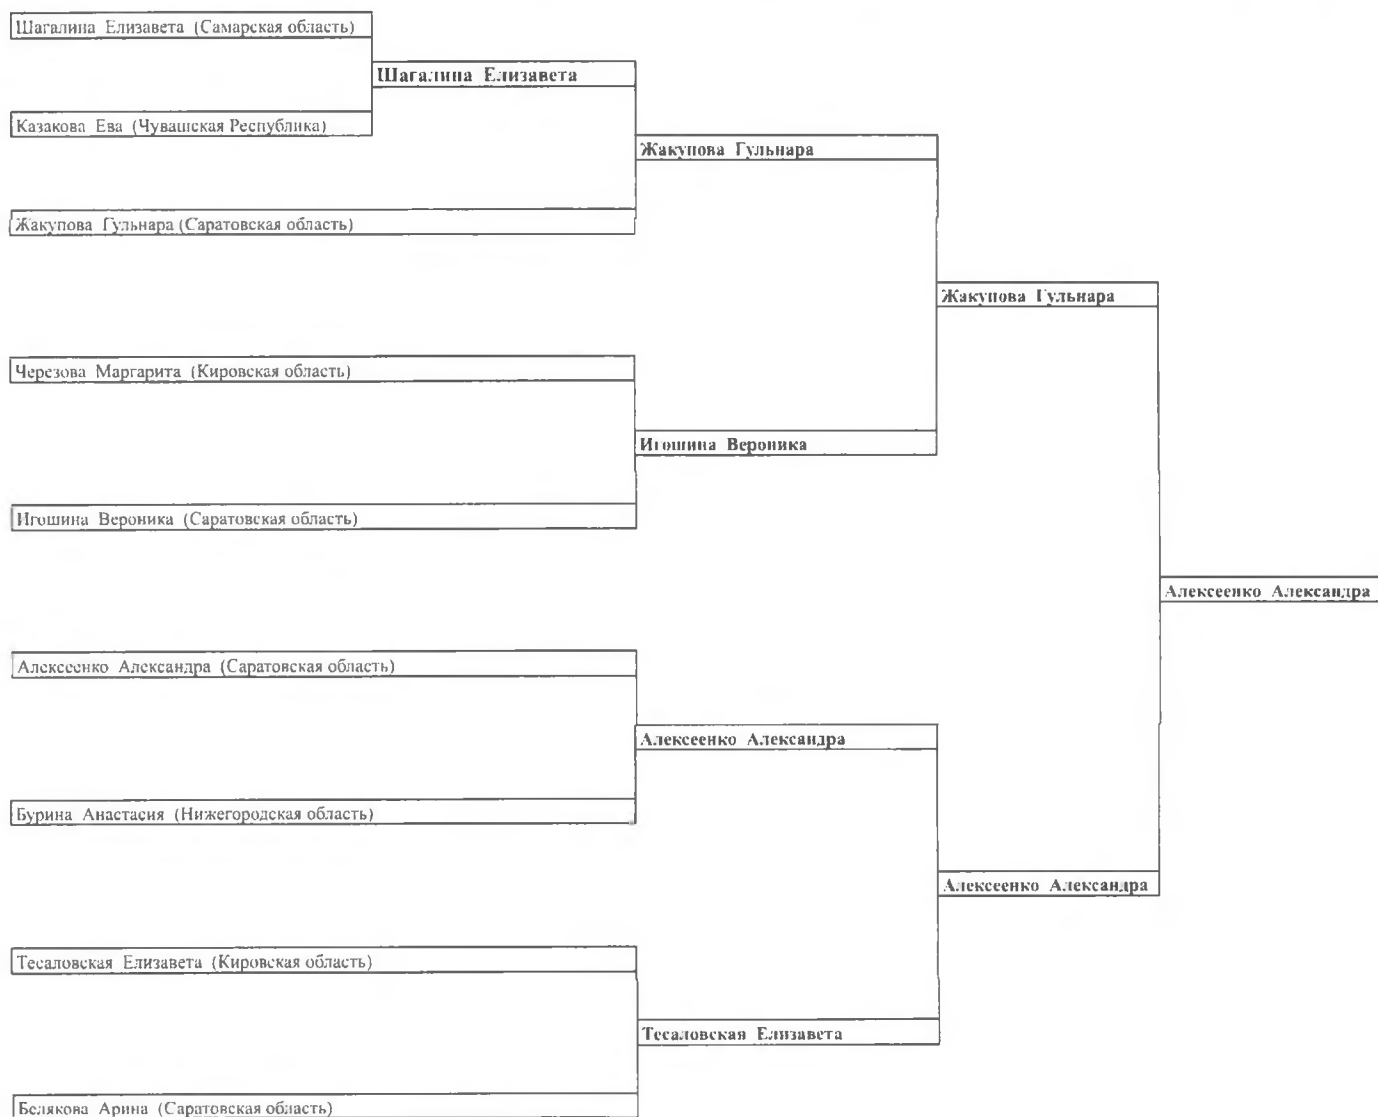 Шагалина Елизавета (Самарская область)
Шагалина Елизавета
Казакова Ева (Чувашская Республика)
Жакупова Гульнара
Жакупова Гульнара (Саратовская область)
Жакупова Гульнара
Черезова Маргарита (Кировская область)
Игошина Вероника
Игошина Вероника (Саратовская область)
Алексеенко Александра
Алексеенко Александра (Саратовская область)
Алексеенко Александра
Бурина Анастасия (Нижегородская область)
Алексеенко Александра
Тесаловская Елизавета (Кировская область)
Тесаловская Елизавета
Белякова Арина (Саратовская область)